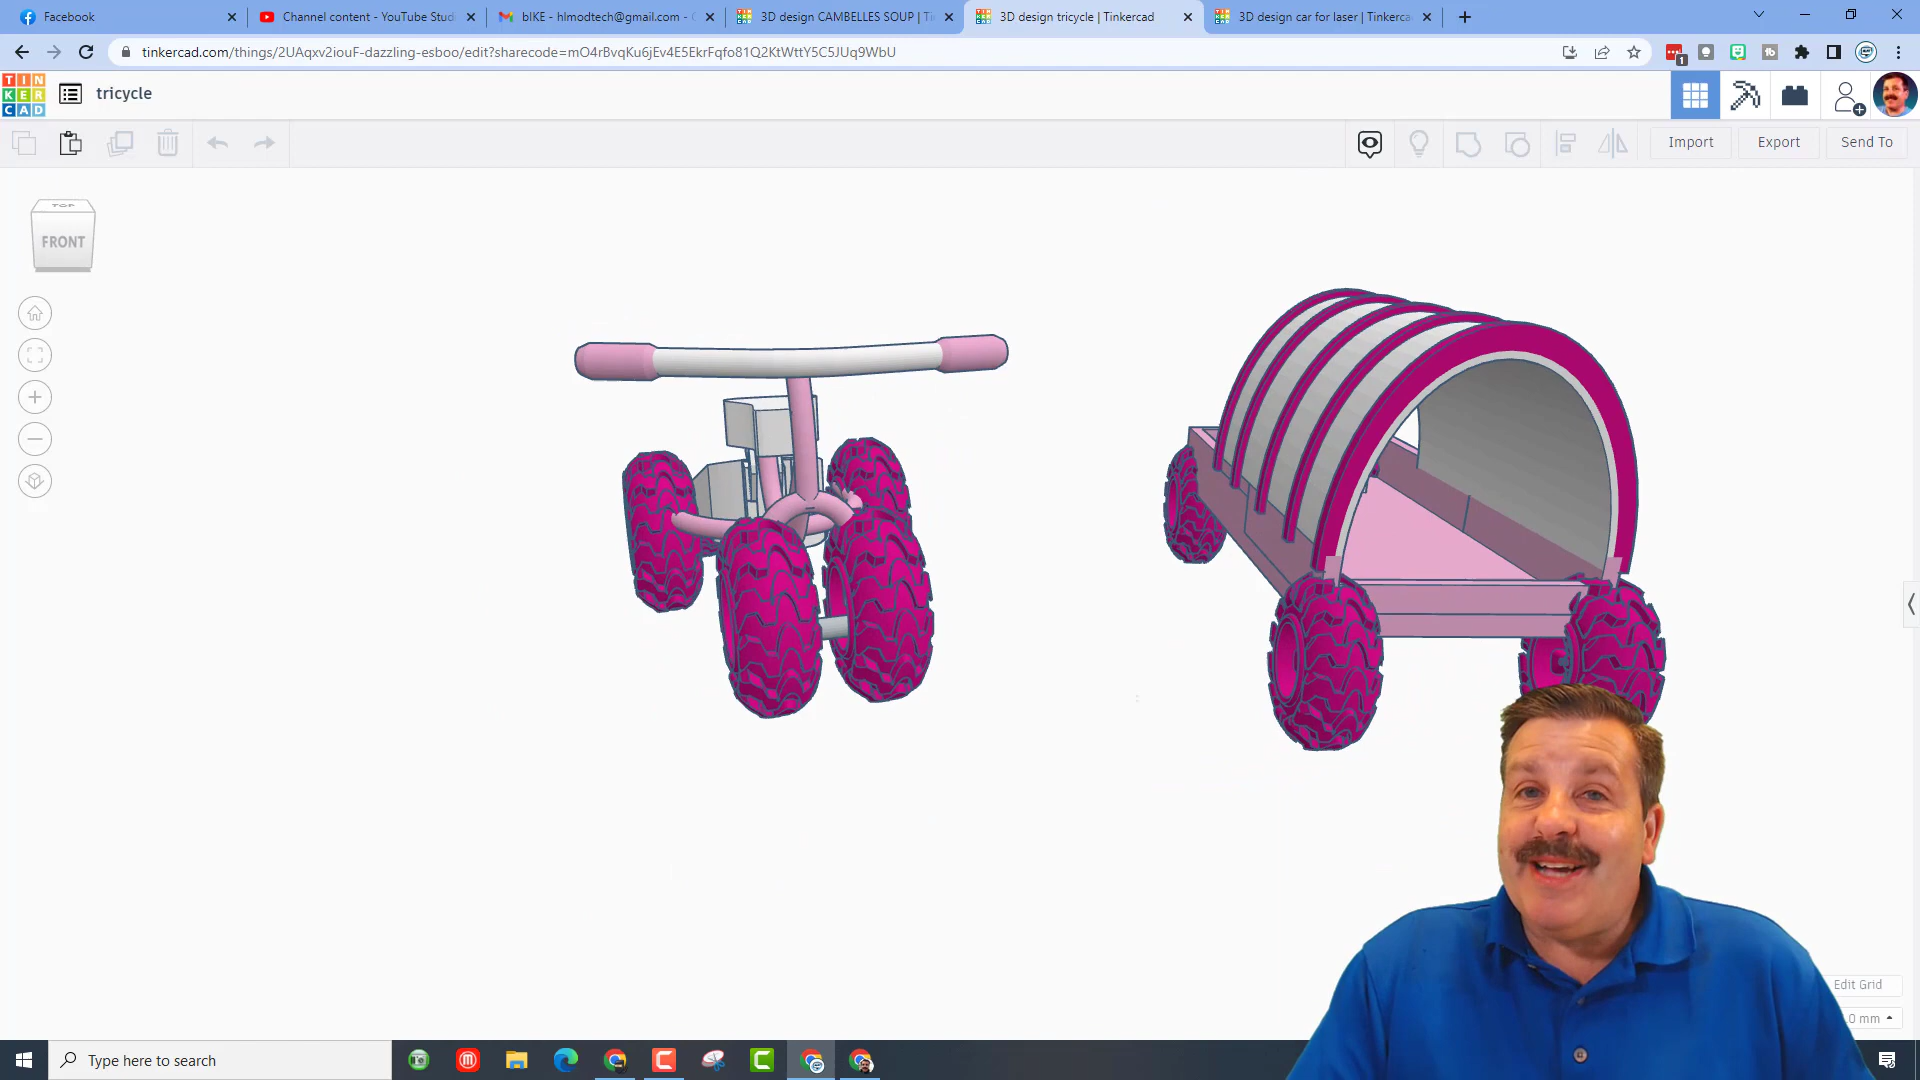 Facebook
Channel content - YouTube Stud
bIKE - hlmodtech@gmail.com - G
3D design CAMBELLES SOUP | Ti
3D design tricycle | Tinkercad
3D design car for laser | Tinkerca
tinkercad.com/things/2UAqxv2iouF-dazzling-esboo/edit?sharecode=mO4rBvqKu6jEv4E5EkrFqfo81Q2KtWttY5C5JUq9WbU
1
TIN
KER
CAD
tricycle
Import
Export
Send To
TOP
FRONT
Edit Grid
0 mm
Type here to search